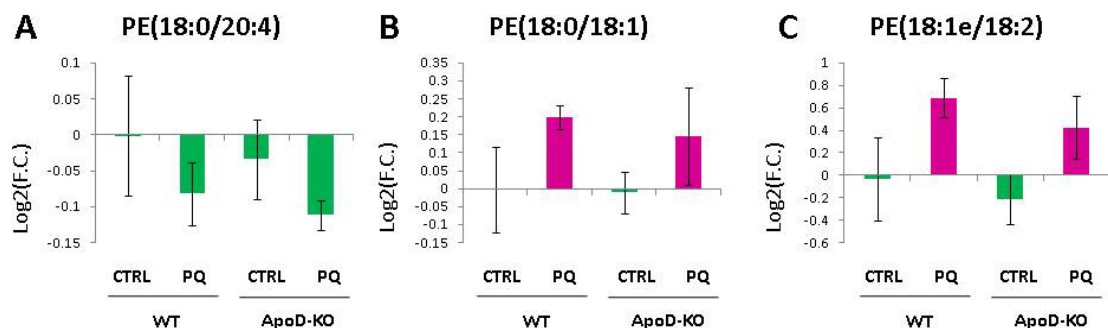 A PE(18:0/20:4)
Log2(F.C.)
0.1
0.05
0
-0.05
-0.1
-0.15
CTRL PQ CTRL PQ
WT ApoD-KO
B PE(18:0/18:1)
Log2(F.C.)
0.35
0.3
0.25
0.2
0.15
0.1
0.05
0
-0.05
-0.1
-0.15
CTRL PQ CTRL PQ
WT ApoD-KO
C PE(18:1e/18:2)
Log2(F.C.)
1
0.8
0.6
0.4
0.2
0
-0.2
-0.4
-0.6
CTRL PQ CTRL PQ
WT ApoD-KO